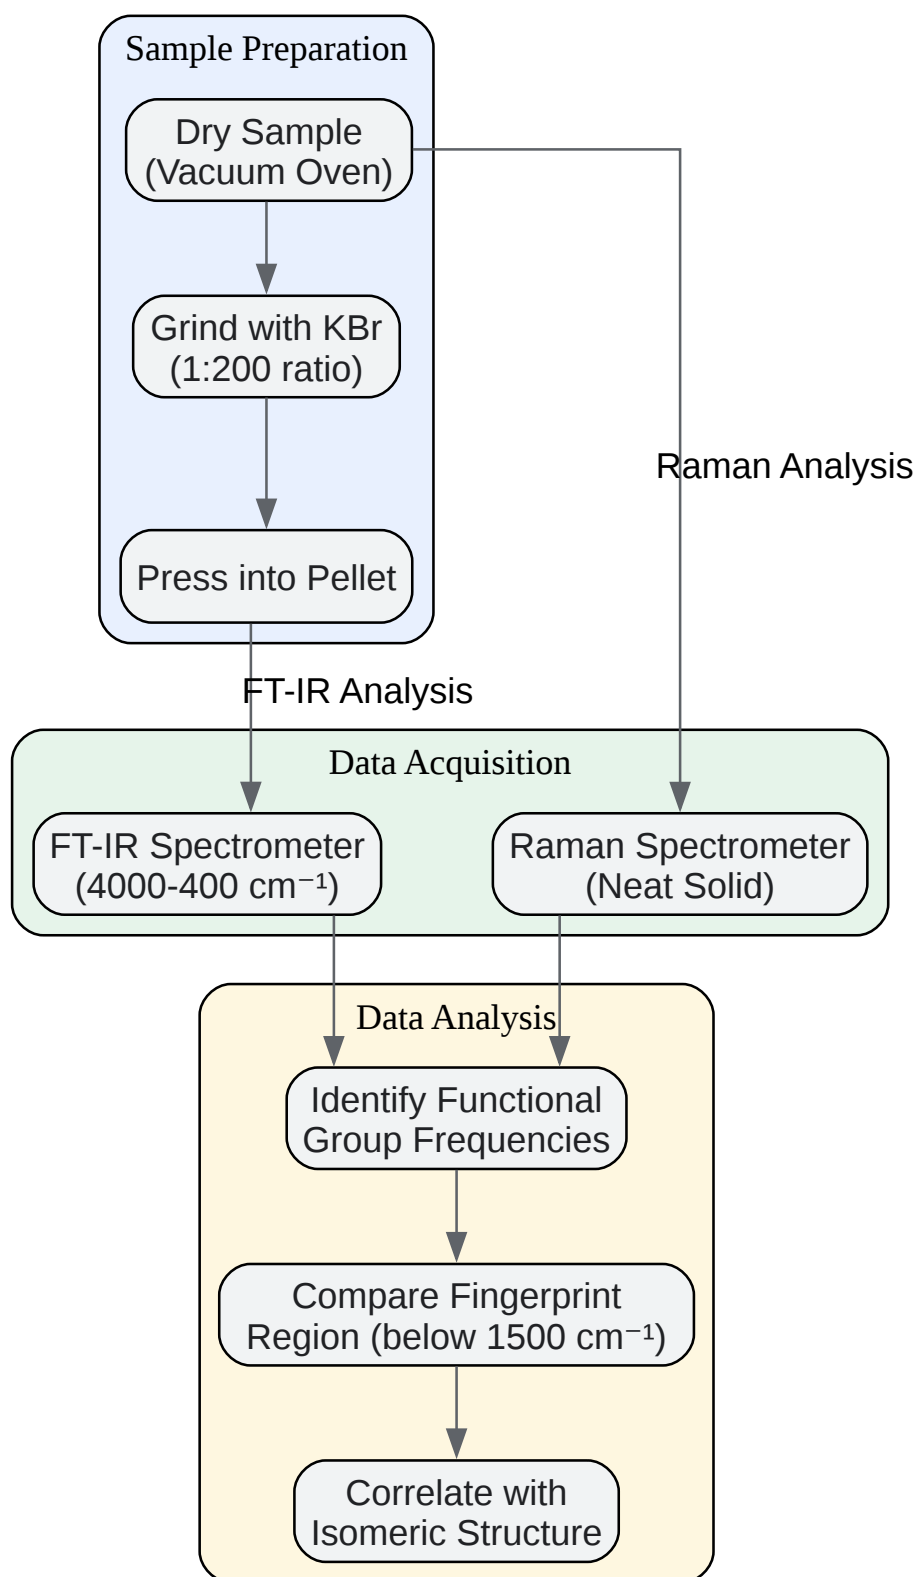 Sample Preparation
Dry Sample
(Vacuum Oven)
Grind with KBr
(1:200 ratio)
Raman Analysis
Press into Pellet
FT-IR Analysis
Data Acquisition
FT-IR Spectrometer
(4000-400 cm⁻¹)
Raman Spectrometer
(Neat Solid)
Data Analysis
Identify Functional
Group Frequencies
Compare Fingerprint
Region (below 1500 cm⁻¹)
Correlate with
Isomeric Structure